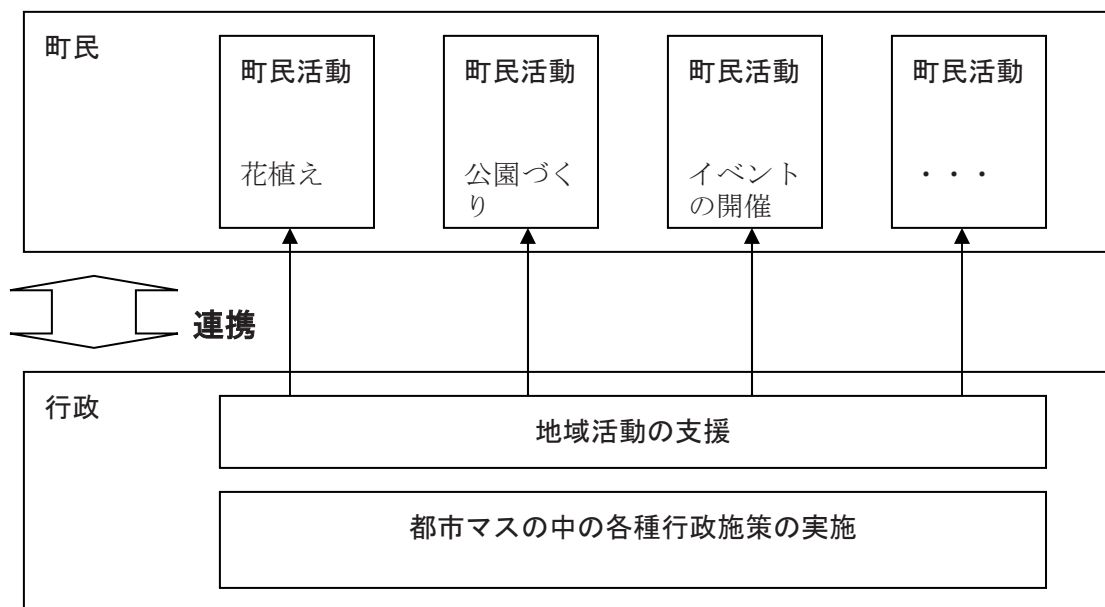 町民
町民活動
町民活動
町民活動
町民活動
花植え
公園づく
り
イベント
の開催
・・・
連携
行政
地域活動の支援
都市マスの中の各種行政施策の実施